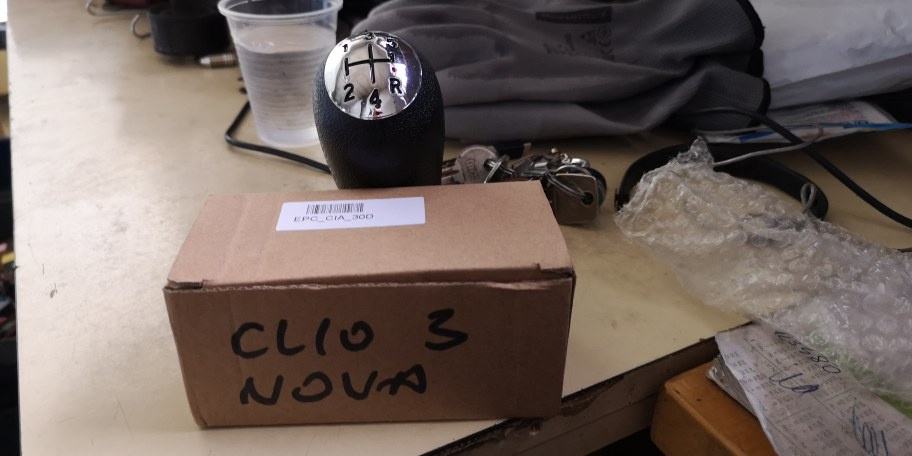 1 3 5
2 4 R
EPC_CIA_30D
CLIO 3
NOVA